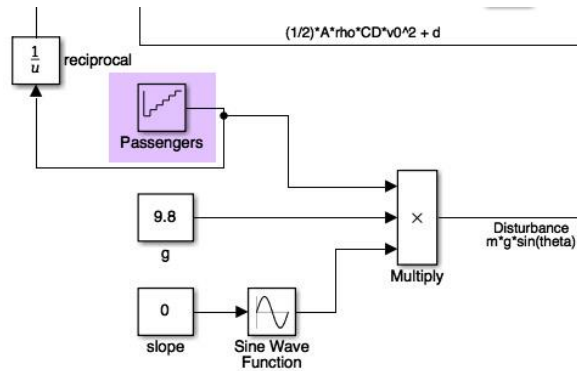 (1/2)*A*rho*CD*v0^2 + d
1
u
reciprocal
Passengers
9.8
g
×
Disturbance
m*g*sin(theta)
Multiply
0
slope
Sine Wave
Function